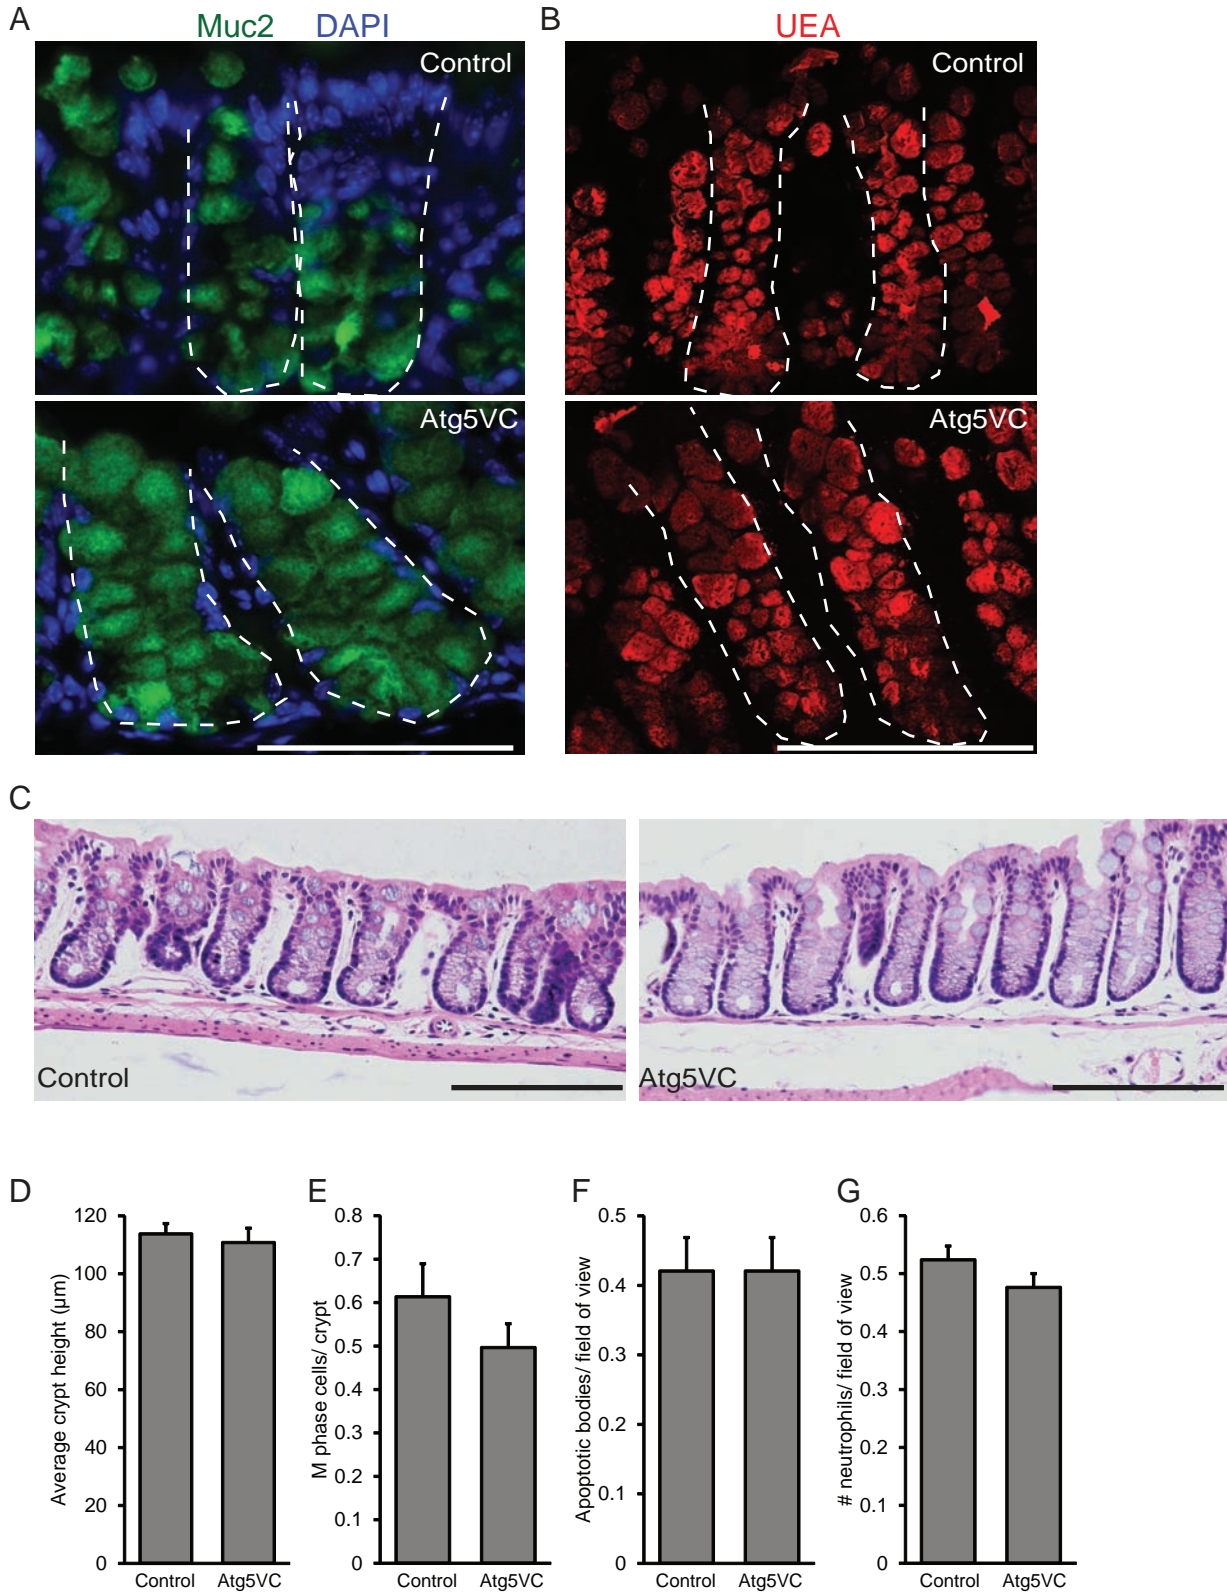 A
Muc2 DAPI
Control
Atg5VC
B
UEA
Control
Atg5VC
C
Control
Atg5VC
D
Average crypt height (µm)
120
100
80
60
40
20
0
Control Atg5VC
E
M phase cells/ crypt
0.8
0.7
0.6
0.5
0.4
0.3
0.2
0.1
0
Control Atg5VC
F
Apoptotic bodies/ field of view
0.5
0.4
0.3
0.2
0.1
0
Control Atg5VC
G
# neutrophils/ field of view
0.6
0.5
0.4
0.3
0.2
0.1
0
Control Atg5VC